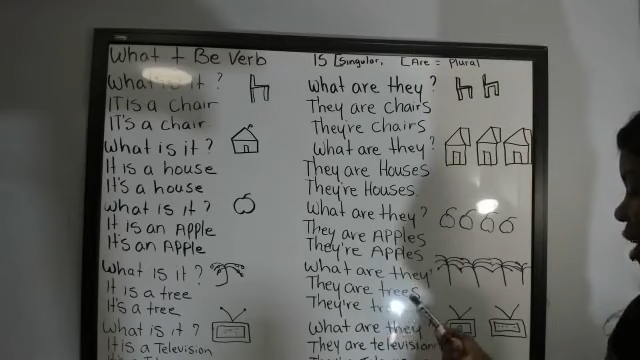 What + Be Verb
What is it ?
IT IS a chair
IT'S a chair
What is it ?
It is a house
It's a house
What is it ?
It is an Apple
It's an Apple
What is it ?
It is a tree
It's a tree
What is it ?
It Is a Television
IS [Singular, [Are = Plural
What are they ?
They are chairs
They're chairs
What are they ?
They are Houses
They're Houses
What are they ?
They are Apples
They're Apples
What are they ?
They are trees
They're
What are they ?
They are television